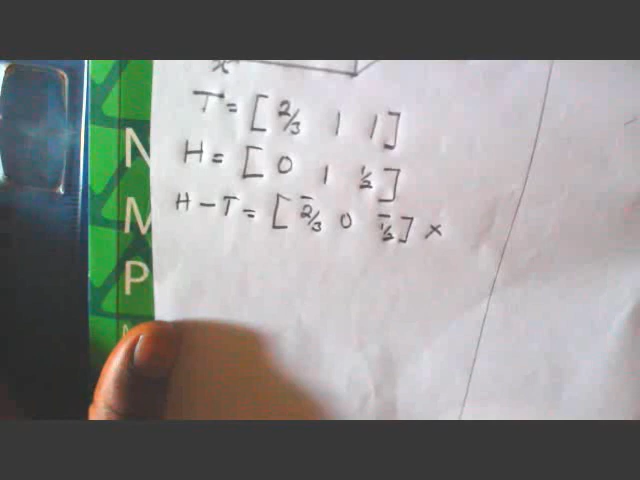 x
T = [ 2/3 1 1 ]
H = [ 0 1 1/2 ]
H - T = [ -2/3 0 -1/2 ] x
N
M
P